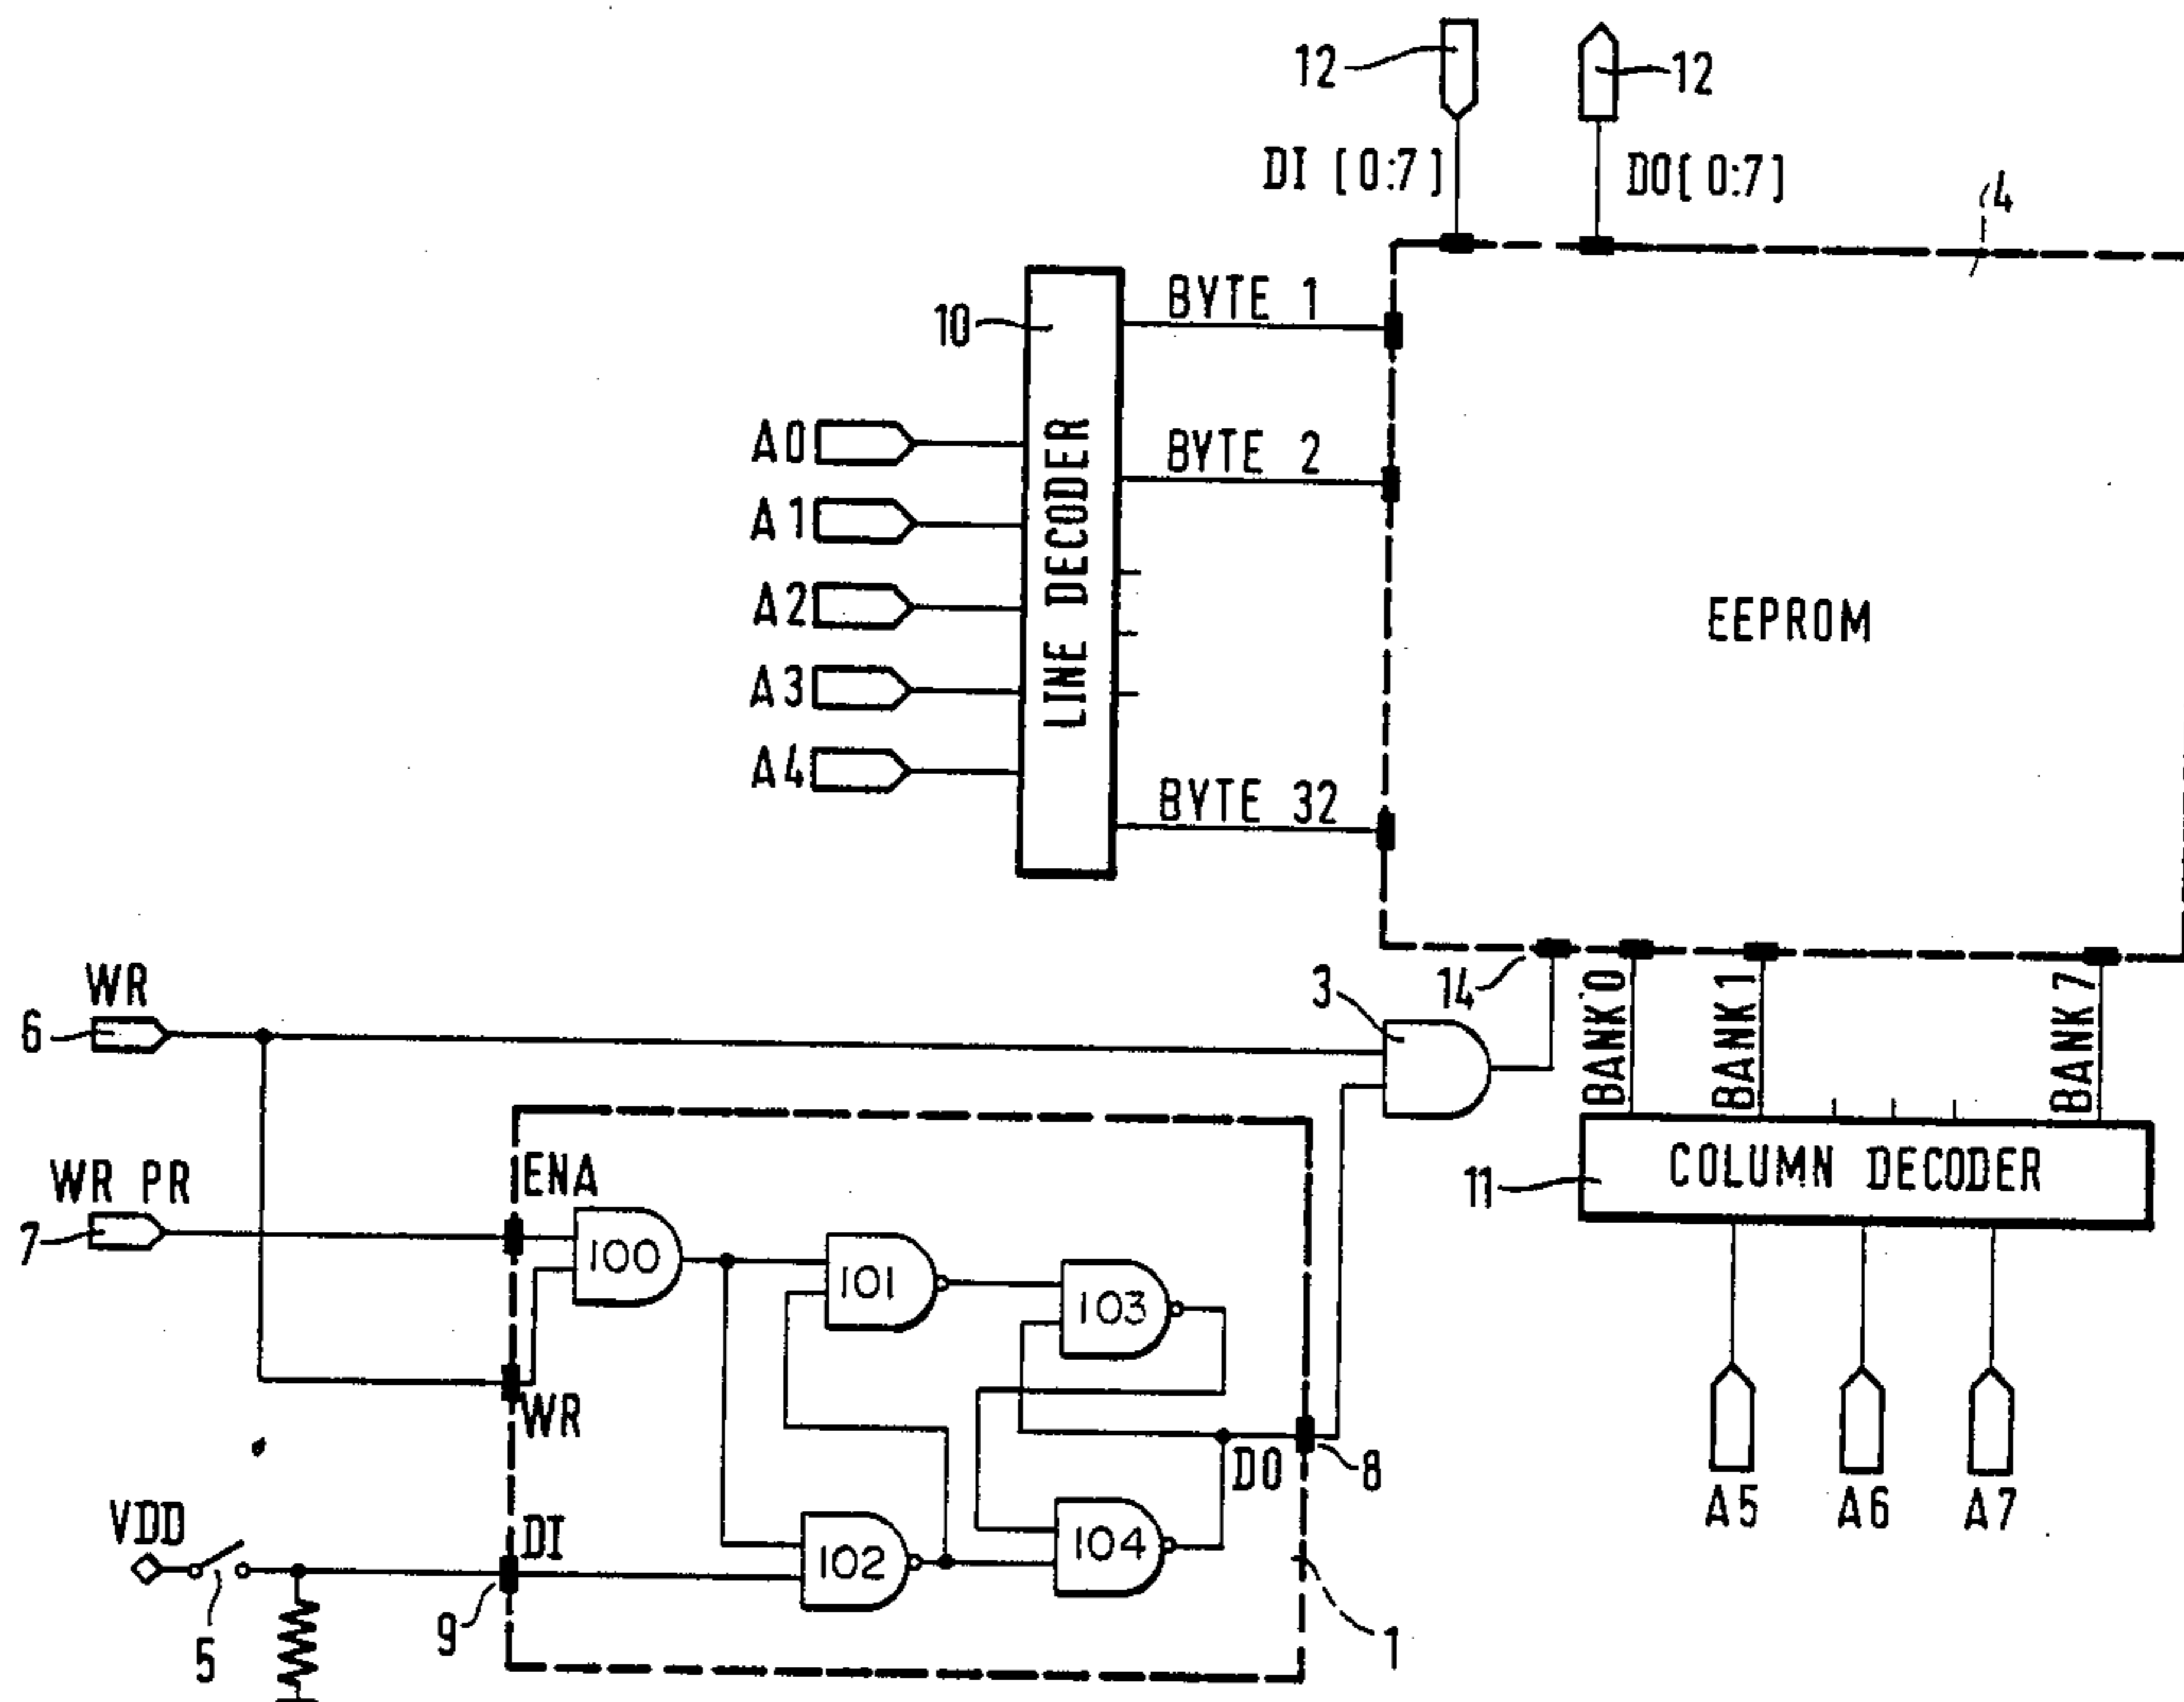 12
12
DI [0:7]
DO[0:7]
4
10
BYTE 1
A0
BYTE 2
A1
LINE DECODER
A2
EEPROM
A3
A4
BYTE 32
WR
6
3
14
BANK 0
BANK 1
BANK 7
WR PR
7
ENA
100
101
103
11
COLUMN DECODER
WR
DO
8
A5
A6
A7
VDD
DI
102
104
5
9
1